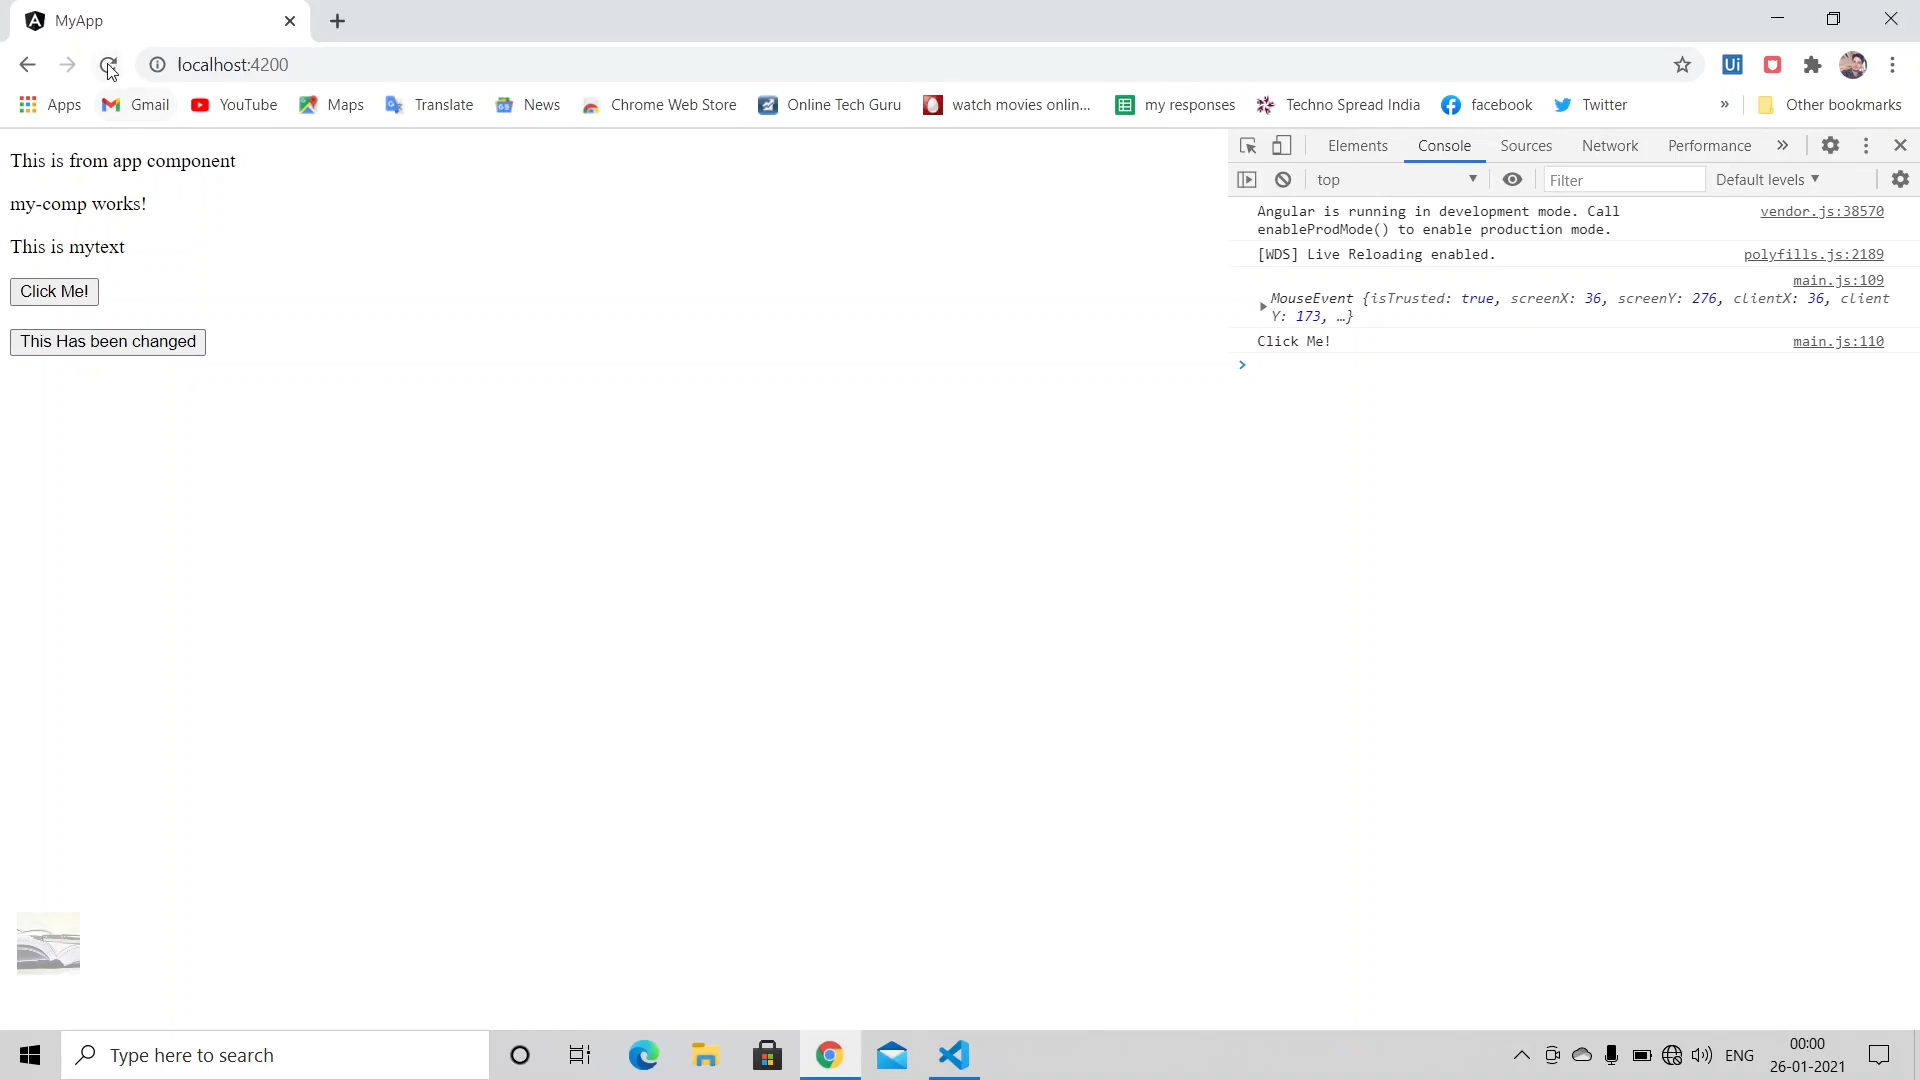 MyApp
localhost:4200
Ui
Apps Gmail YouTube Maps Translate News Chrome Web Store Online Tech Guru watch movies onlin... my responses Techno Spread India facebook Twitter » Other bookmarks
This is from app component
my-comp works!
This is mytext
Click Me!
This Has been changed
Elements Console Sources Network Performance »
top Filter Default levels
Angular is running in development mode. Call vendor.js:38570
enableProdMode() to enable production mode.
[WDS] Live Reloading enabled. polyfills.js:2189
main.js:109
MouseEvent {isTrusted: true, screenX: 36, screenY: 276, clientX: 36, client
Y: 173, …}
Click Me! main.js:110
Type here to search
ENG
00:00
26-01-2021